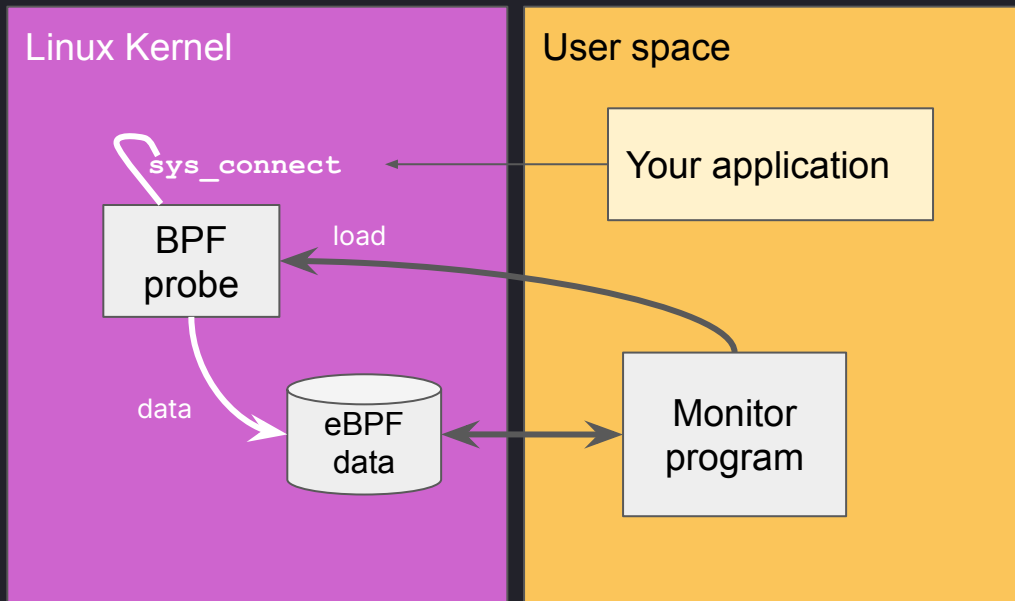 Linux Kernel
User space
sys_connect
Your application
BPF
probe
load
data
eBPF
data
Monitor
program